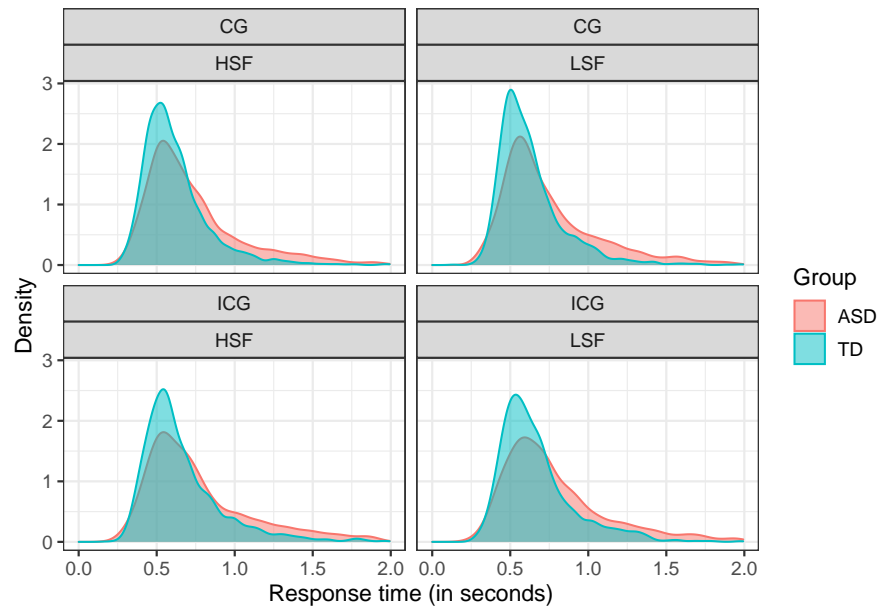 CG
CG
HSF
LSF
3
2
1
0
ICG
ICG
HSF
LSF
3
2
1
0
0.0 0.5 1.0 1.5 2.0
0.0 0.5 1.0 1.5 2.0
Response time (in seconds)
Density
Group
ASD
TD